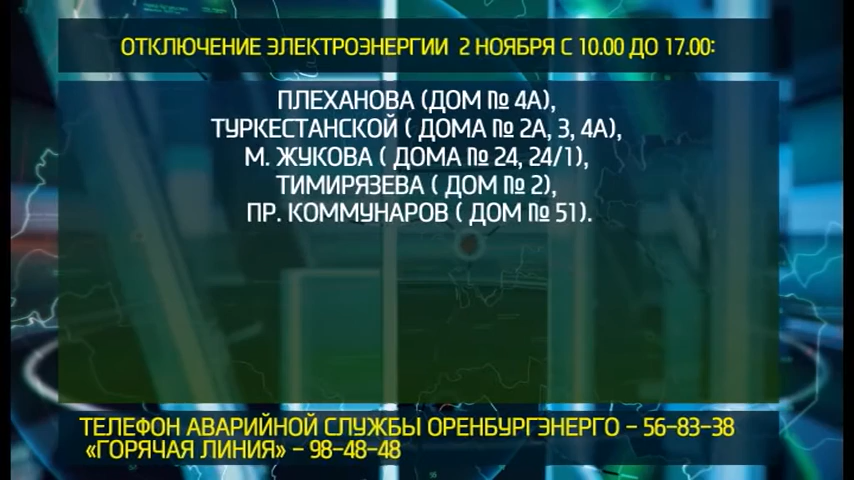 ОТКЛЮЧЕНИЕ ЭЛЕКТРОЭНЕРГИИ 2 НОЯБРЯ С 10.00 ДО 17.00:
ПЛЕХАНОВА (ДОМ № 4А),
ТУРКЕСТАНСКОЙ ( ДОМА № 2А, 3, 4А),
М. ЖУКОВА ( ДОМА № 24, 24/1),
ТИМИРЯЗЕВА ( ДОМ № 2),
ПР. КОММУНАРОВ ( ДОМ № 51).
ТЕЛЕФОН АВАРИЙНОЙ СЛУЖБЫ ОРЕНБУРГЭНЕРГО – 56-83-38
«ГОРЯЧАЯ ЛИНИЯ» – 98-48-48